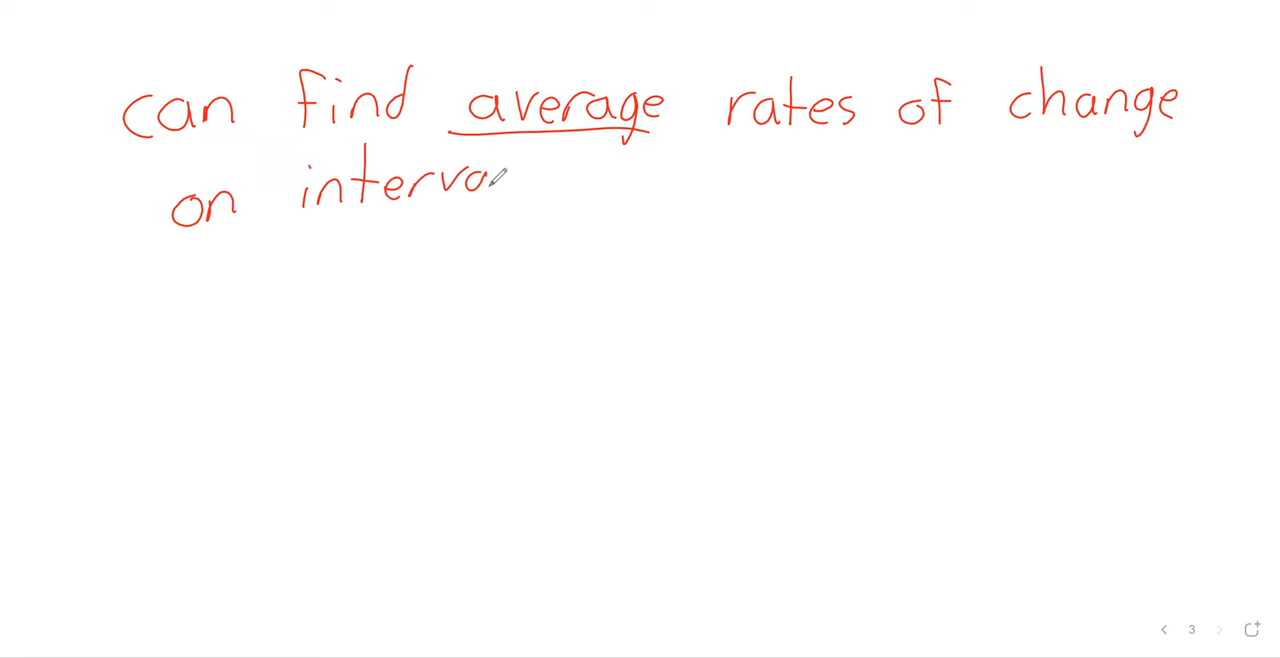 can find average rates of change
on interva
3